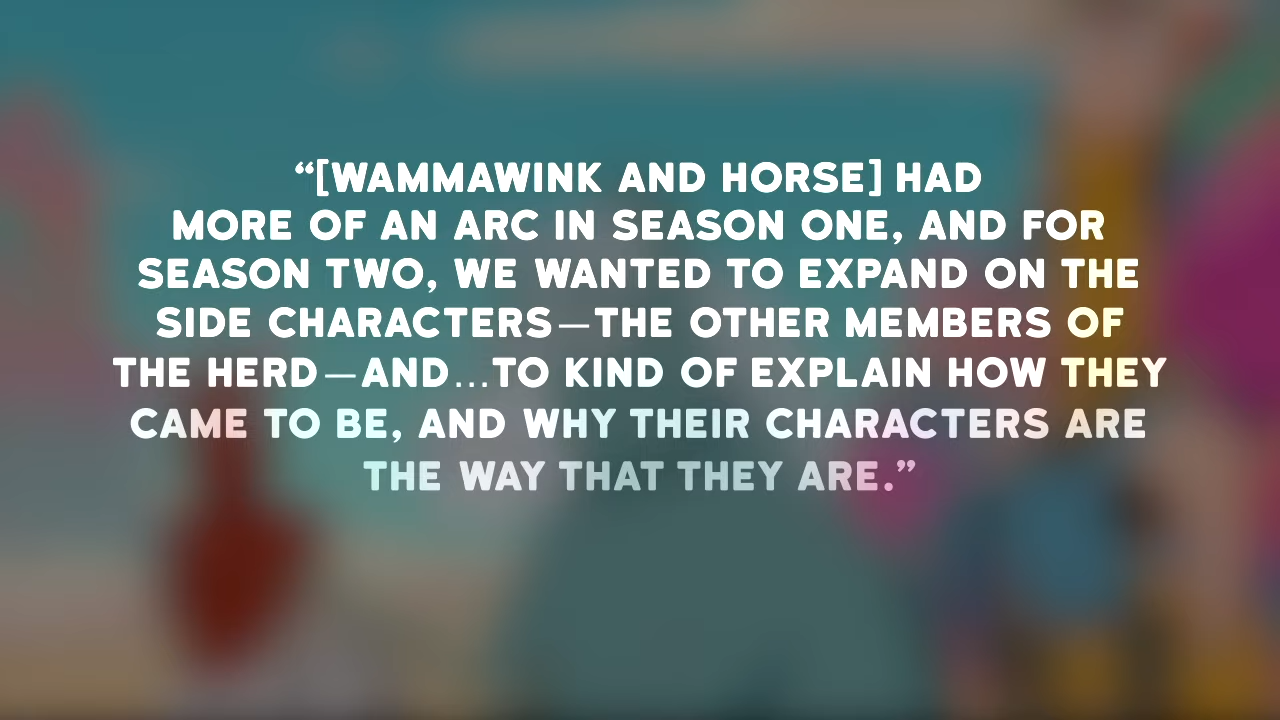 “[WAMMAWINK AND HORSE] HAD
MORE OF AN ARC IN SEASON ONE, AND FOR
SEASON TWO, WE WANTED TO EXPAND ON THE
SIDE CHARACTERS—THE OTHER MEMBERS OF
THE HERD—AND...TO KIND OF EXPLAIN HOW THEY
CAME TO BE, AND WHY THEIR CHARACTERS ARE
THE WAY THAT THEY ARE.”